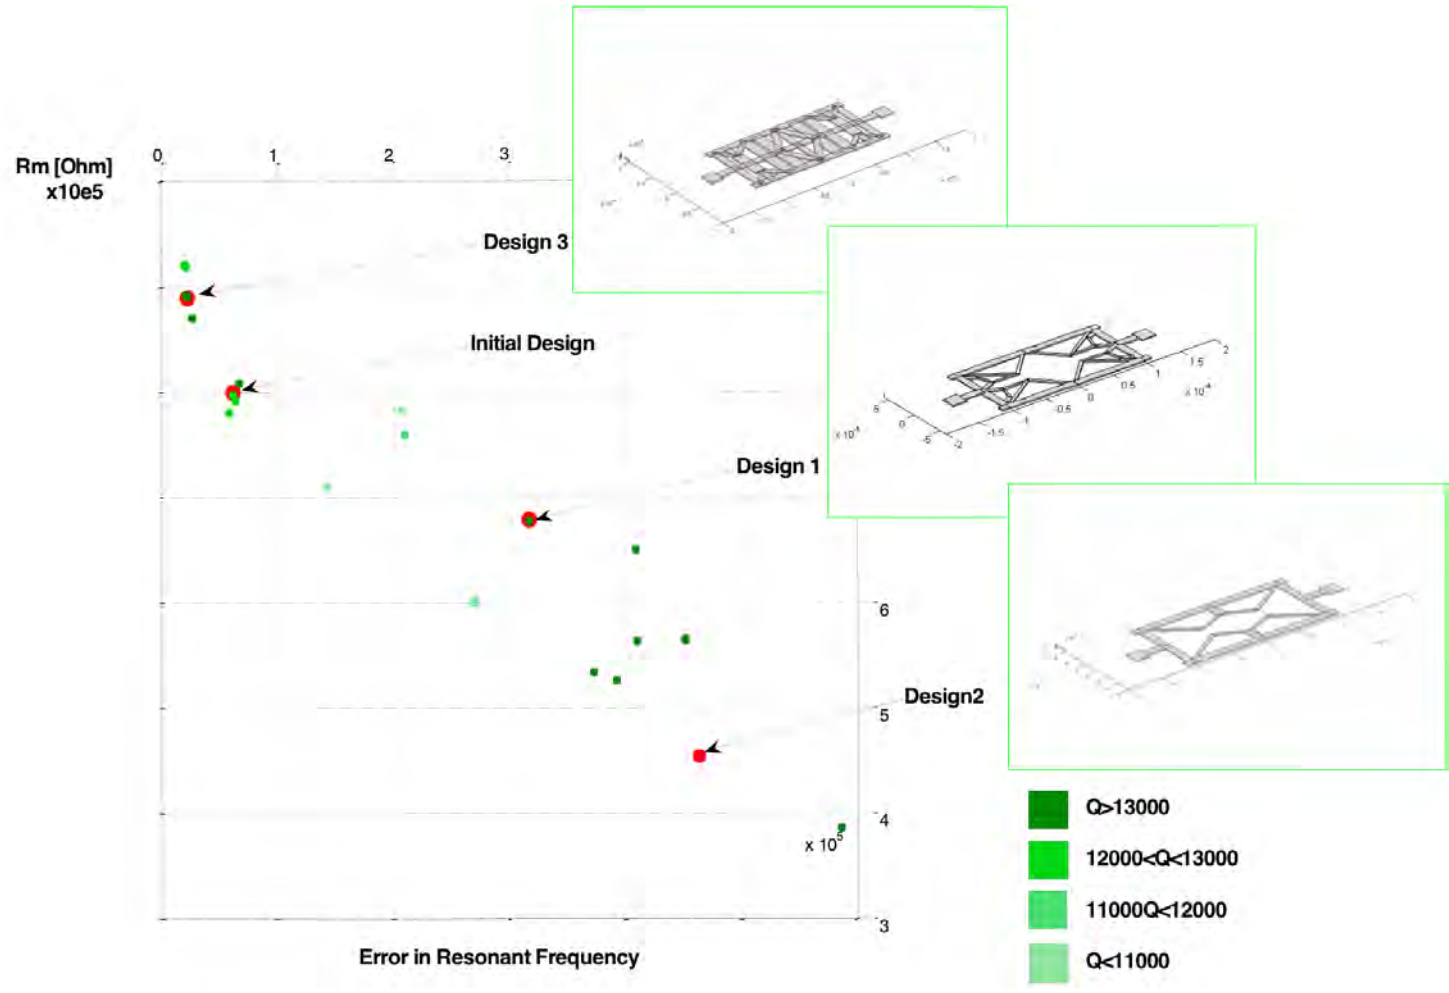 0 1 2 3
Rm [Ohm]
x10e5
Design 3
Initial Design
Design 1
Design2
6
5
4
x 10^5
3
Error in Resonant Frequency
2
1.5
1
0.5
0
-0.5
-1
-1.5
-2
x 10^-4
5
0
-5
x 10^-4
Q>13000
12000<Q<13000
11000Q<12000
Q<11000